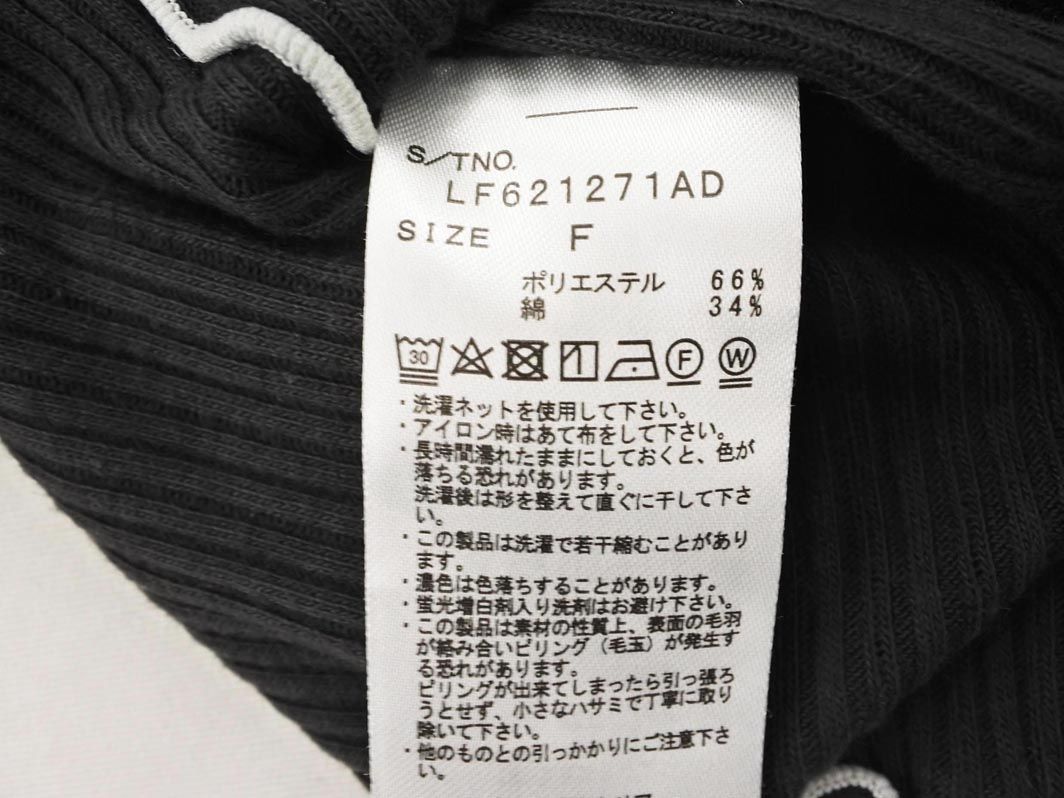 S/TNO.
LF621271AD
SIZE F
ポリエステル 66%
綿 34%
30 F W
・洗濯ネットを使用して下さい。
・アイロン時はあて布をして下さい。
・長時間濡れたままにしておくと、色が
落ちる恐れがあります。
洗濯後は形を整えて直ぐに干して下さ
い。
・この製品は洗濯で若干縮むことがあり
ます。
・濃色は色落ちすることがあります。
・蛍光増白剤入り洗剤はお避け下さい。
・この製品は素材の性質上、表面の毛羽
が絡み合いピリング（毛玉）が発生す
る恐れがあります。
ピリングが出来てしまったら引っ張ろ
うとせず、小さなハサミで丁寧に取り
除いて下さい。
・他のものとの引っかかりにご注意下さ
い。